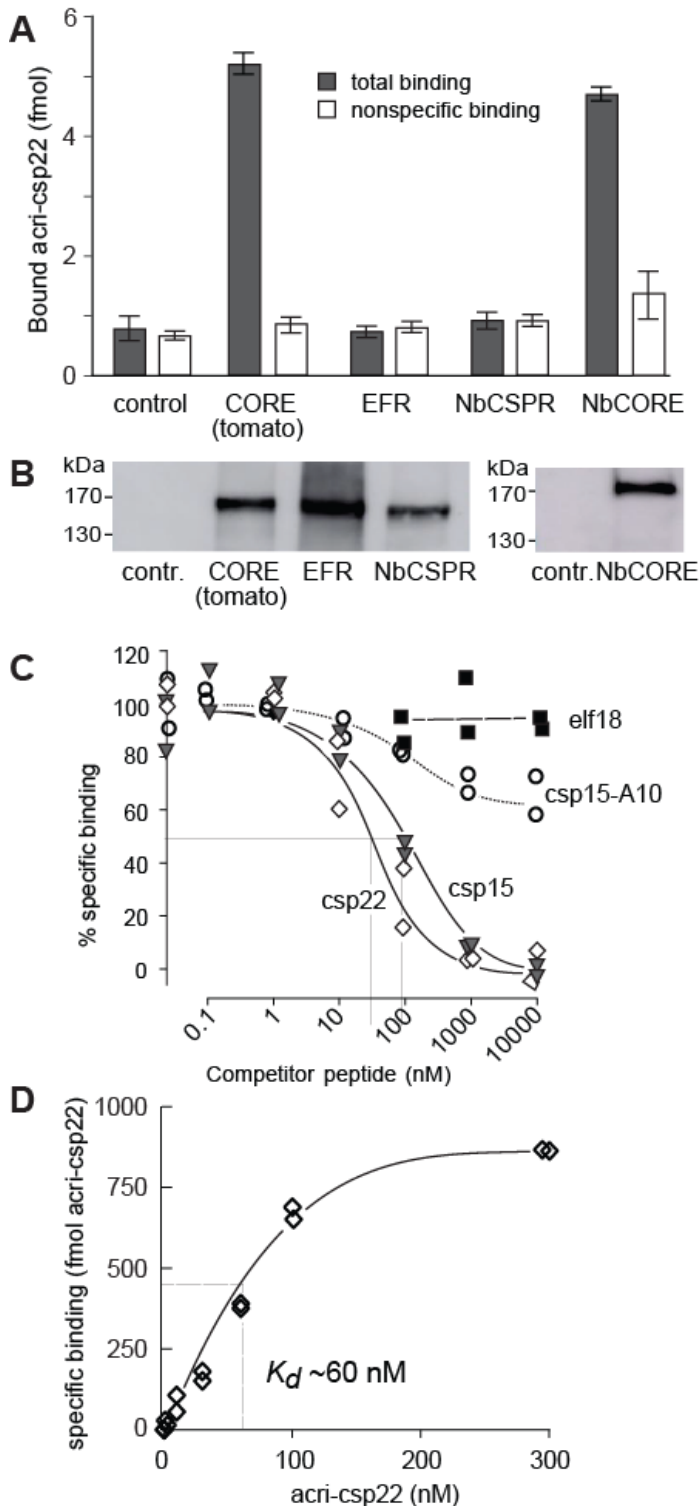 A
Bound acri-csp22 (fmol)
6
4
2
0
total binding
nonspecific binding
control
CORE
(tomato)
EFR
NbCSPR
NbCORE
B
kDa
170
130
contr.
CORE
(tomato)
EFR
NbCSPR
kDa
170
130
contr.
NbCORE
C
% specific binding
120
100
80
60
40
20
0
elf18
csp15-A10
csp22
csp15
0.1
1
10
100
1000
10000
Competitor peptide (nM)
D
specific binding (fmol acri-csp22)
1000
750
500
250
0
Kd ~60 nM
0
100
200
300
acri-csp22 (nM)